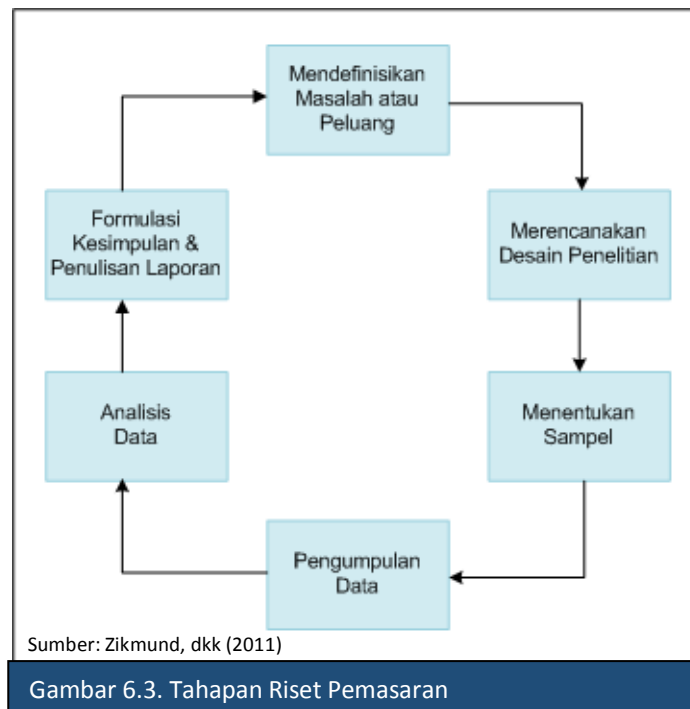 Mendefinisikan
Masalah atau
Peluang
Merencanakan
Desain Penelitian
Menentukan
Sampel
Pengumpulan
Data
Analisis
Data
Formulasi
Kesimpulan &
Penulisan Laporan
Sumber: Zikmund, dkk (2011)
Gambar 6.3. Tahapan Riset Pemasaran